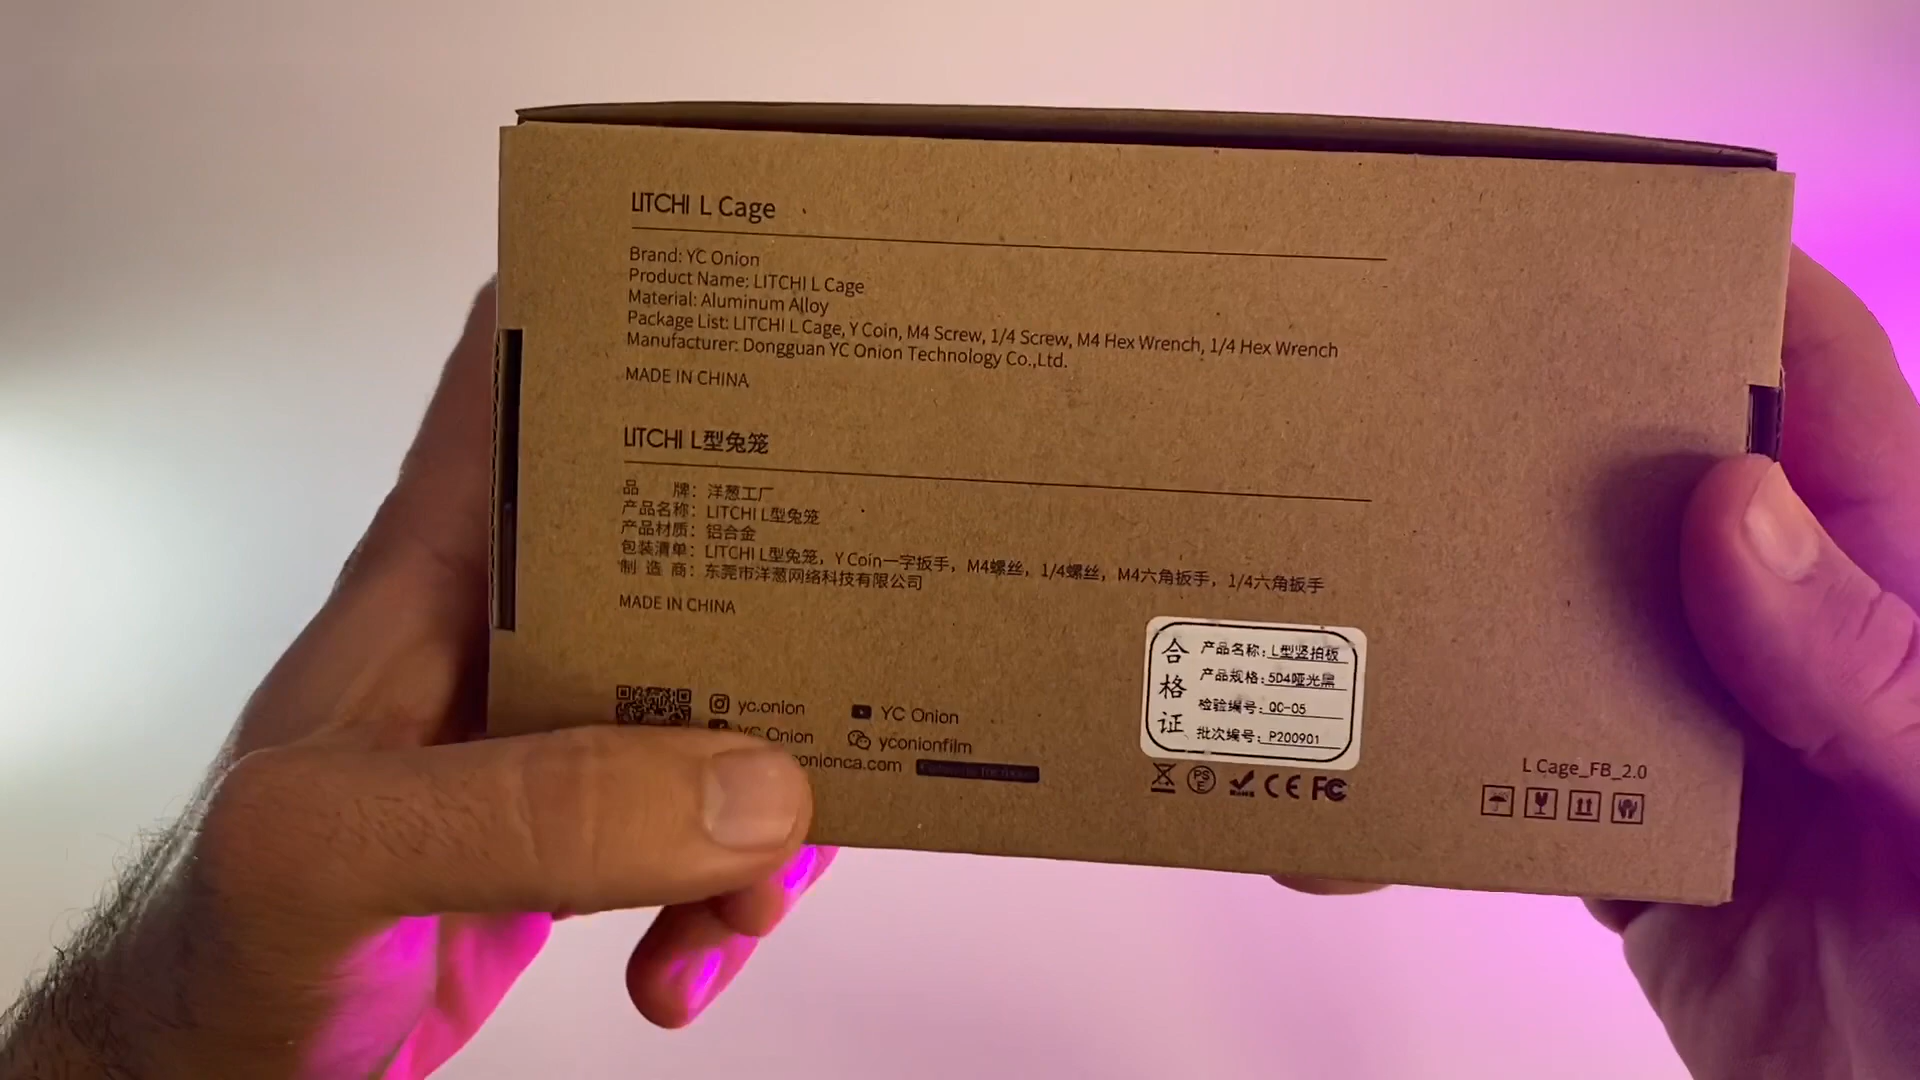 LITCHI L Cage
Brand: YC Onion
Product Name: LITCHI L Cage
Material: Aluminum Alloy
Package List: LITCHI L Cage, Y Coin, M4 Screw, 1/4 Screw, M4 Hex Wrench, 1/4 Hex Wrench
Manufacturer: Dongguan YC Onion Technology Co.,Ltd.
MADE IN CHINA
LITCHI L型兔笼
品 牌：洋葱工厂
产品名称：LITCHI L型兔笼
产品材质：铝合金
包装清单：LITCHI L型兔笼，Y Coin一字扳手，M4螺丝，1/4螺丝，M4六角扳手，1/4六角扳手
制 造 商：东莞市洋葱网络科技有限公司
MADE IN CHINA
yc.onion
YC Onion
YC Onion
yconionfilm
onionca.com
合格证
产品名称：L型竖拍板
产品规格：5D4哑光黑
检验编号：QC-05
批次编号：P200901
PS E
CE FC
L Cage_FB_2.0